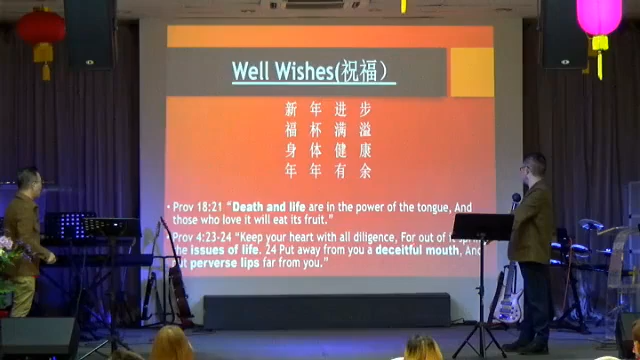 Well Wishes(祝福)
新 年 进 步
福 杯 满 溢
身 体 健 康
年 年 有 余
• Prov 18:21 “Death and life are in the power of the tongue, And
those who love it will eat its fruit."
• Prov 4:23-24 “Keep your heart with all diligence, For out of it
the issues of life. 24 Put away from you a deceitful mouth, And
put perverse lips far from you.”